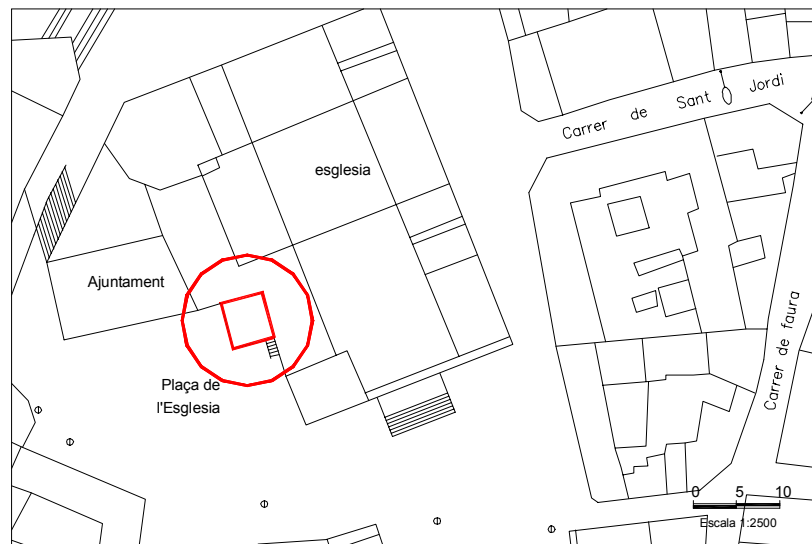 Carrer de Sant Jordi
esglesia
Ajuntament
Plaça de
l'Esglesia
Carrer de faura
0 5 10
Escala 1:2500